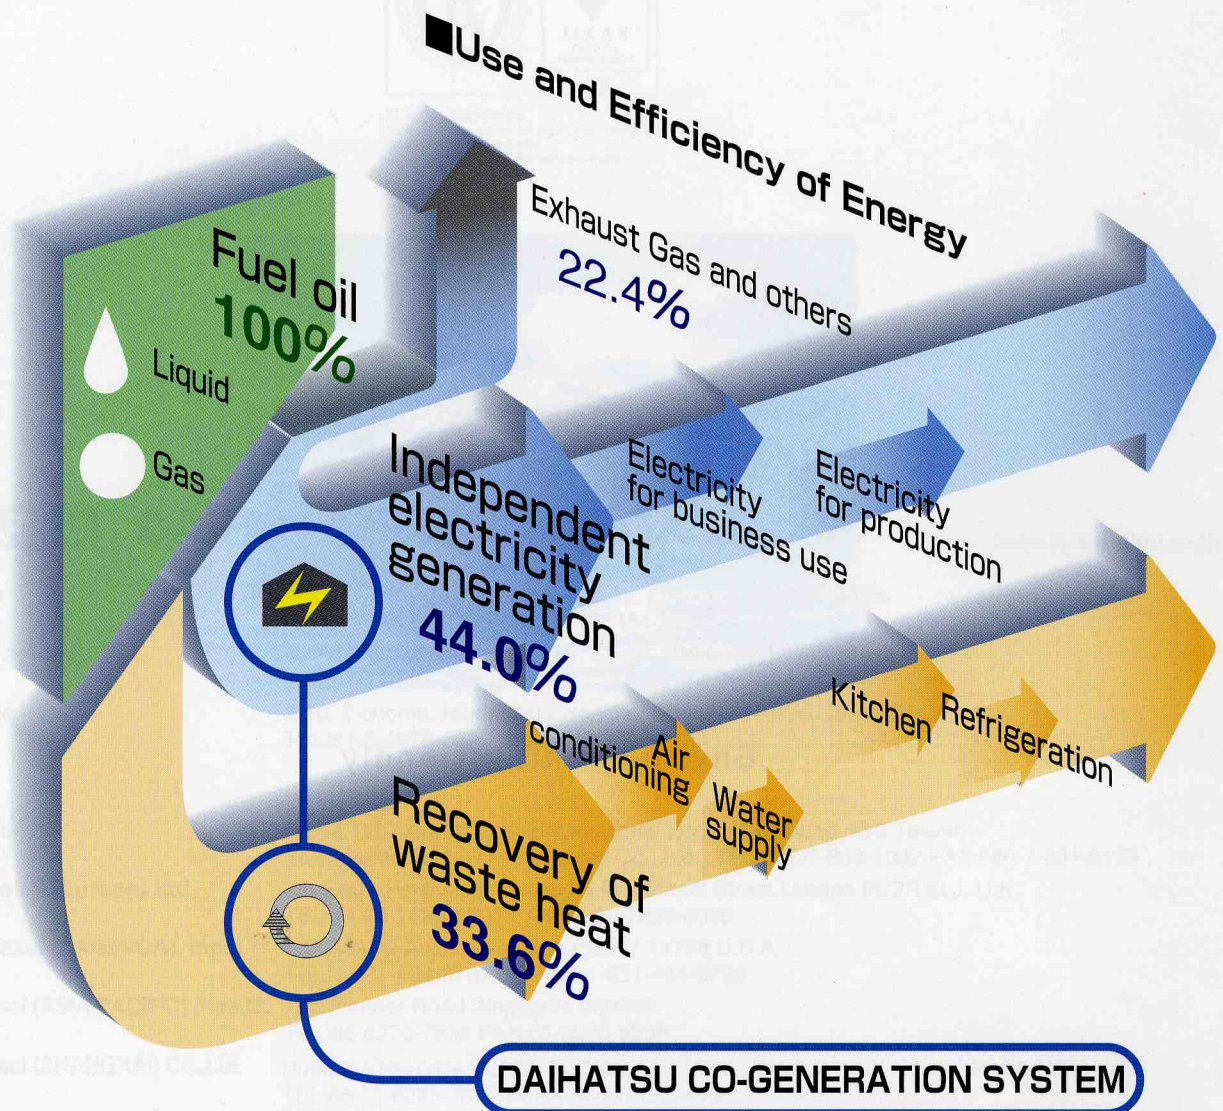 ■Use and Efficiency of Energy
Exhaust Gas and others
22.4%
Fuel oil
100%
Liquid
Gas
Independent
electricity
generation
44.0%
Electricity
for business use
Electricity
for production
Recovery of
waste heat
33.6%
Air
conditioning
Water
supply
Kitchen
Refrigeration
DAIHATSU CO-GENERATION SYSTEM